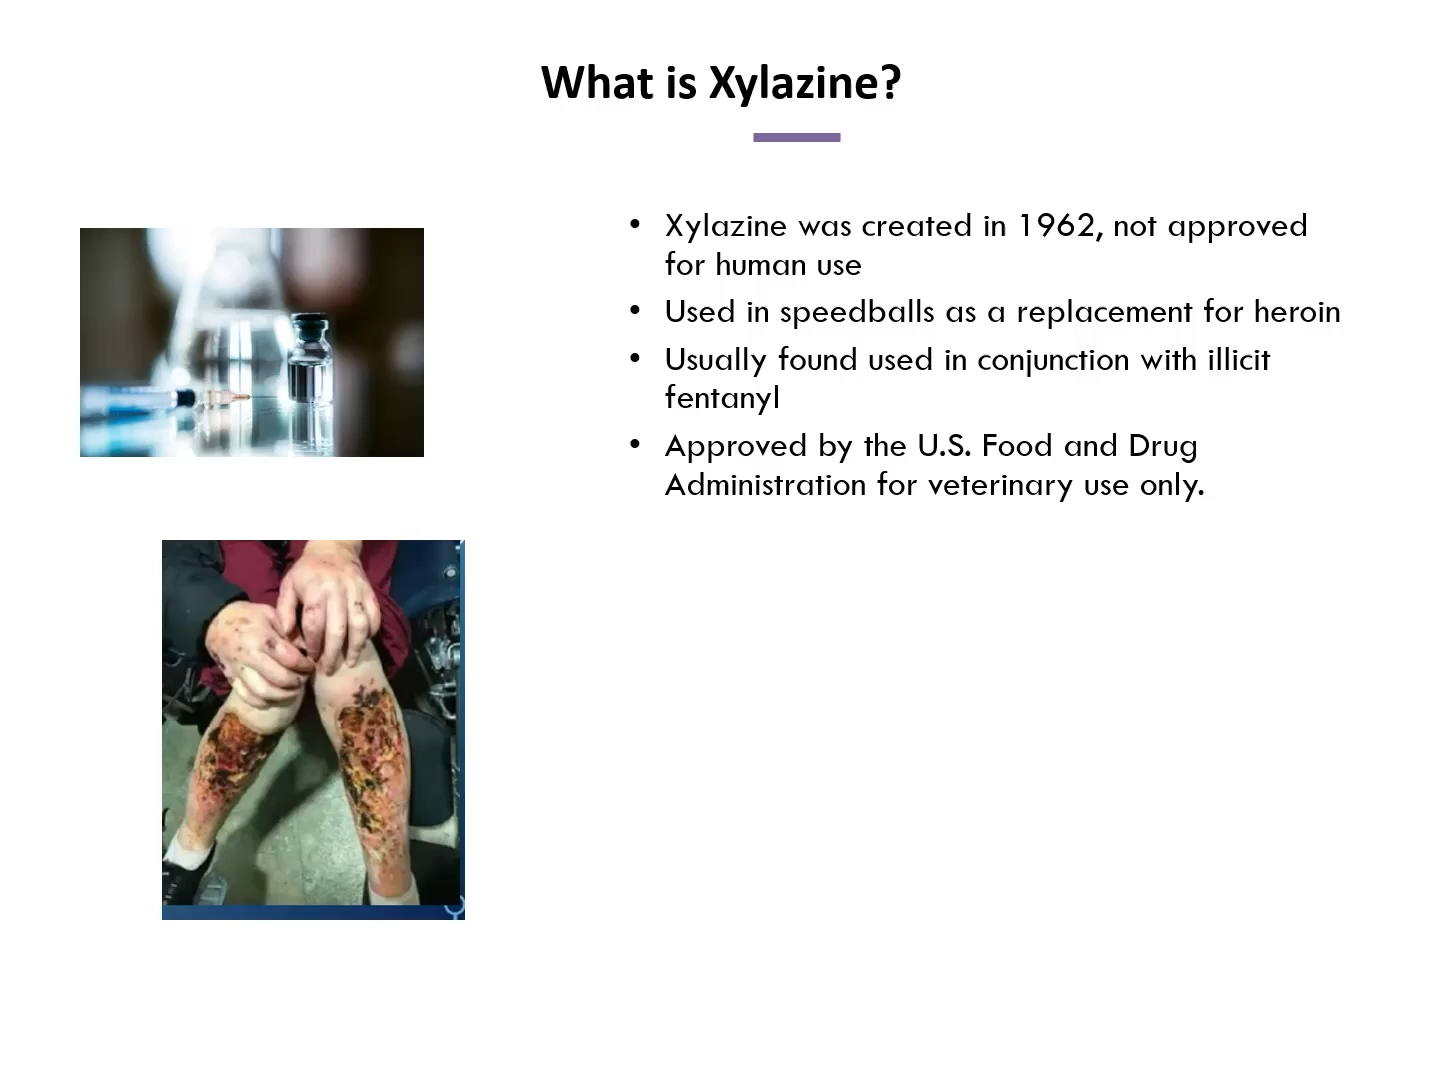 What is Xylazine?
• Xylazine was created in 1962, not approved
for human use
• Used in speedballs as a replacement for heroin
• Usually found used in conjunction with illicit
fentanyl
• Approved by the U.S. Food and Drug
Administration for veterinary use only.